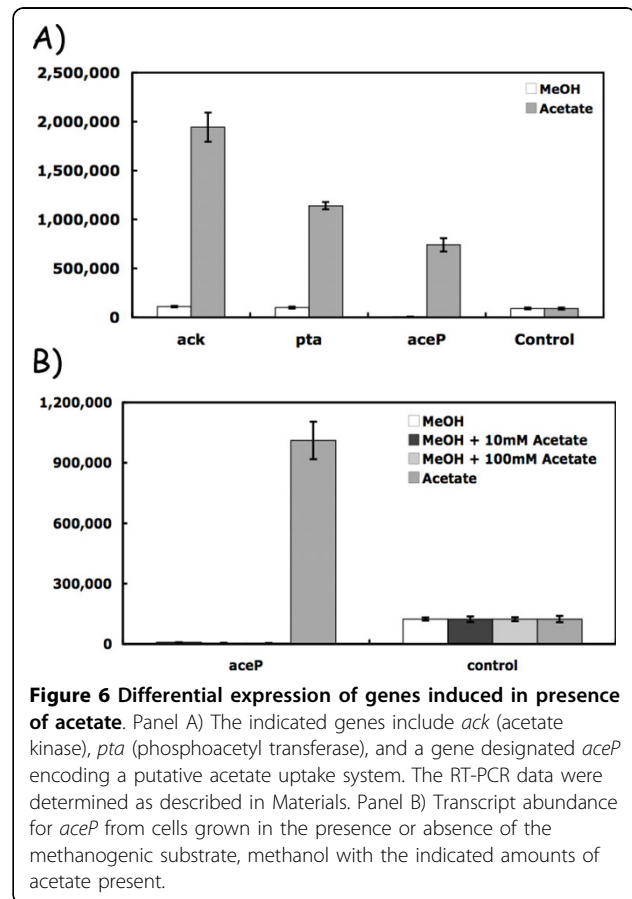 A)
2,500,000
MeOH
Acetate
2,000,000
1,500,000
1,000,000
500,000
0
ack pta aceP Control
B)
1,200,000
MeOH
MeOH + 10mM Acetate
MeOH + 100mM Acetate
Acetate
900,000
600,000
300,000
0
aceP control
Figure 6 Differential expression of genes induced in presence
of acetate. Panel A) The indicated genes include ack (acetate
kinase), pta (phosphoacetyl transferase), and a gene designated aceP
encoding a putative acetate uptake system. The RT-PCR data were
determined as described in Materials. Panel B) Transcript abundance
for aceP from cells grown in the presence or absence of the
methanogenic substrate, methanol with the indicated amounts of
acetate present.